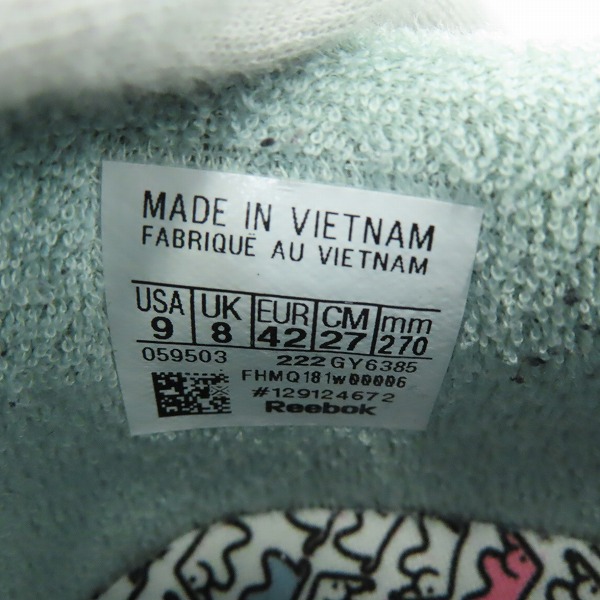 MADE IN VIETNAM
FABRIQUÉ AU VIETNAM
USA UK EUR CM mm
9 8 42 27 270
059503 222 GY6385
FHMQ181W00006
#129124672
Reebok